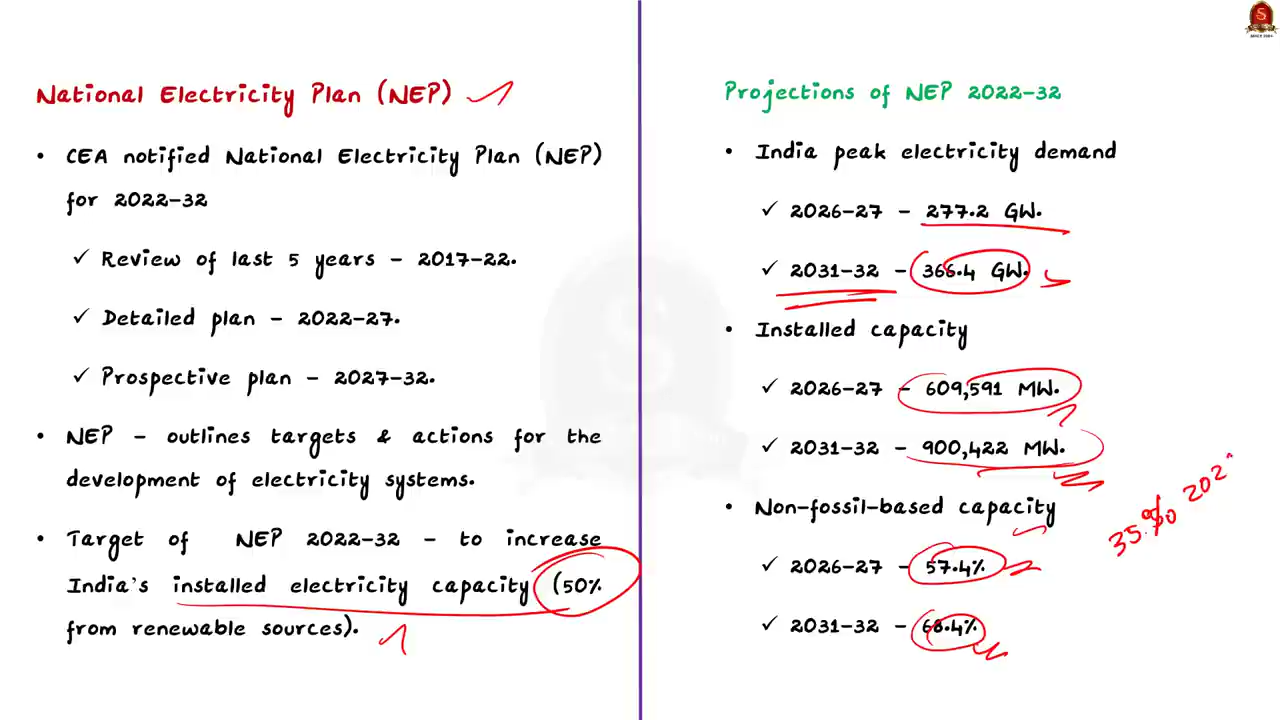 National Electricity Plan (NEP)
• CEA notified National Electricity Plan (NEP)
for 2022-32
✓ Review of last 5 years - 2017-22.
✓ Detailed plan - 2022-27.
✓ Prospective plan - 2027-32.
• NEP - outlines targets & actions for the
development of electricity systems.
• Target of NEP 2022-32 - to increase
India's installed electricity capacity (50%
from renewable sources).
Projections of NEP 2022-32
• India peak electricity demand
✓ 2026-27 - 277.2 GW.
✓ 2031-32 - 366.4 GW.
• Installed capacity
✓ 2026-27 - 609,591 MW.
✓ 2031-32 - 900,422 MW.
• Non-fossil-based capacity
✓ 2026-27 - 57.4%
✓ 2031-32 - 68.4%
35.% 202